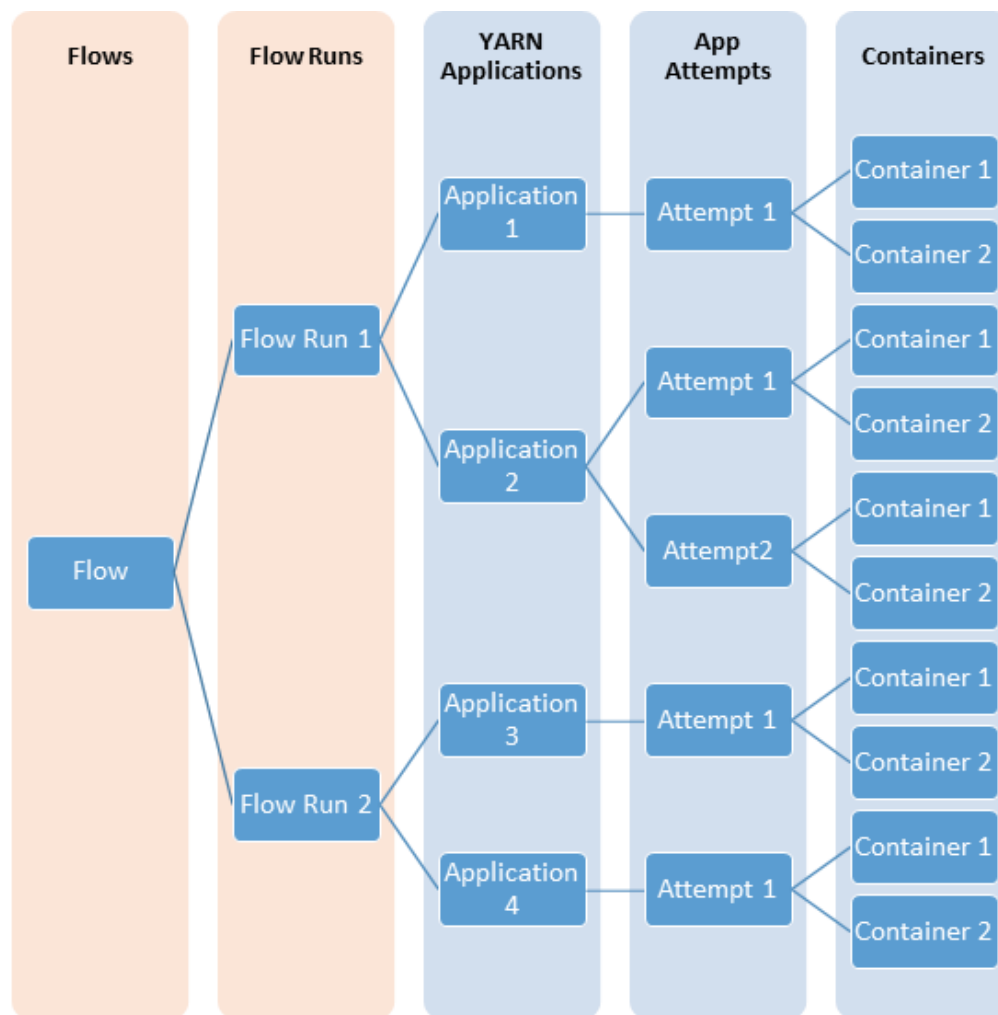 Flows
Flow Runs
YARN
Applications
App
Attempts
Containers
Flow
Flow Run 1
Flow Run 2
Application
1
Application
2
Application
3
Application
4
Attempt 1
Attempt 1
Attempt2
Attempt 1
Attempt 1
Container 1
Container 2
Container 1
Container 2
Container 1
Container 2
Container 1
Container 2
Container 1
Container 2